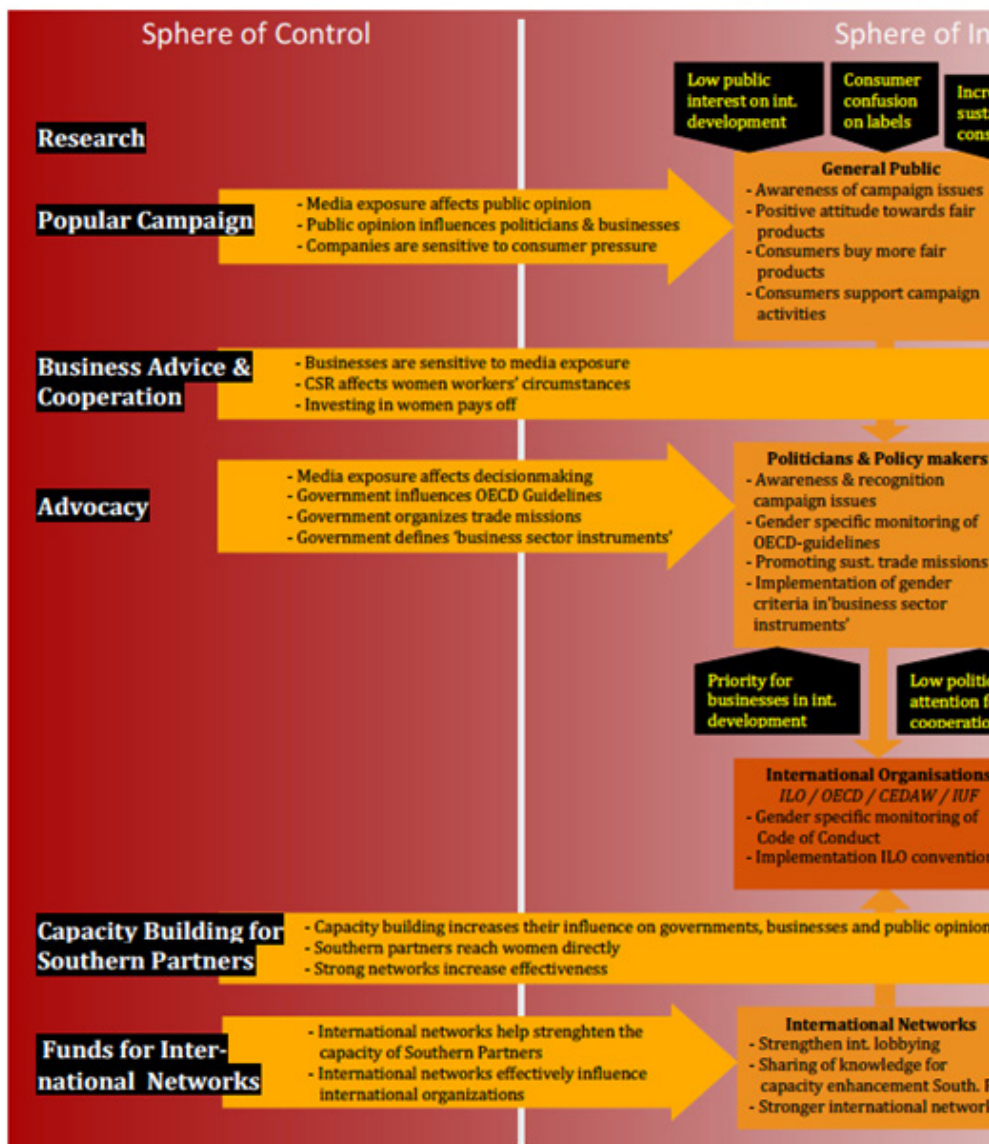 Sphere of Control
Sphere of
Low public
interest on int.
development
Consumer
confusion
on labels
Research
General Public
- Awareness of campaign issues
- Positive attitude towards fair
products
- Consumers buy more fair
products
- Consumers support campaign
activities
Popular Campaign
- Media exposure affects public opinion
- Public opinion influences politicians & businesses
- Companies are sensitive to consumer pressure
Business Advice &
Cooperation
- Businesses are sensitive to media exposure
- CSR affects women workers' circumstances
- Investing in women pays off
Advocacy
- Media exposure affects decisionmaking
- Government influences OECD Guidelines
- Government organizes trade missions
- Government defines 'business sector instruments'
Politicians & Policy makers
- Awareness & recognition
campaign issues
- Gender specific monitoring of
OECD-guidelines
- Promoting sust. trade missions
- Implementation of gender
criteria in'business sector
instruments'
Priority for
businesses in int.
development
Low
attention
International Organisations
ILO / OECD / CEDAW / IUF
- Gender specific monitoring of
Code of Conduct
- Implementation ILO convention
Capacity Building for
Southern Partners
- Capacity building increases their influence on governments, businesses and public opinion
- Southern partners reach women directly
- Strong networks increase effectiveness
Funds for Inter-
national Networks
- International networks help strenghten the
capacity of Southern Partners
- International networks effectively influence
international organizations
International Networks
- Strengthen int. lobbying
- Sharing of knowledge for
capacity enhancement South.
- Stronger international network